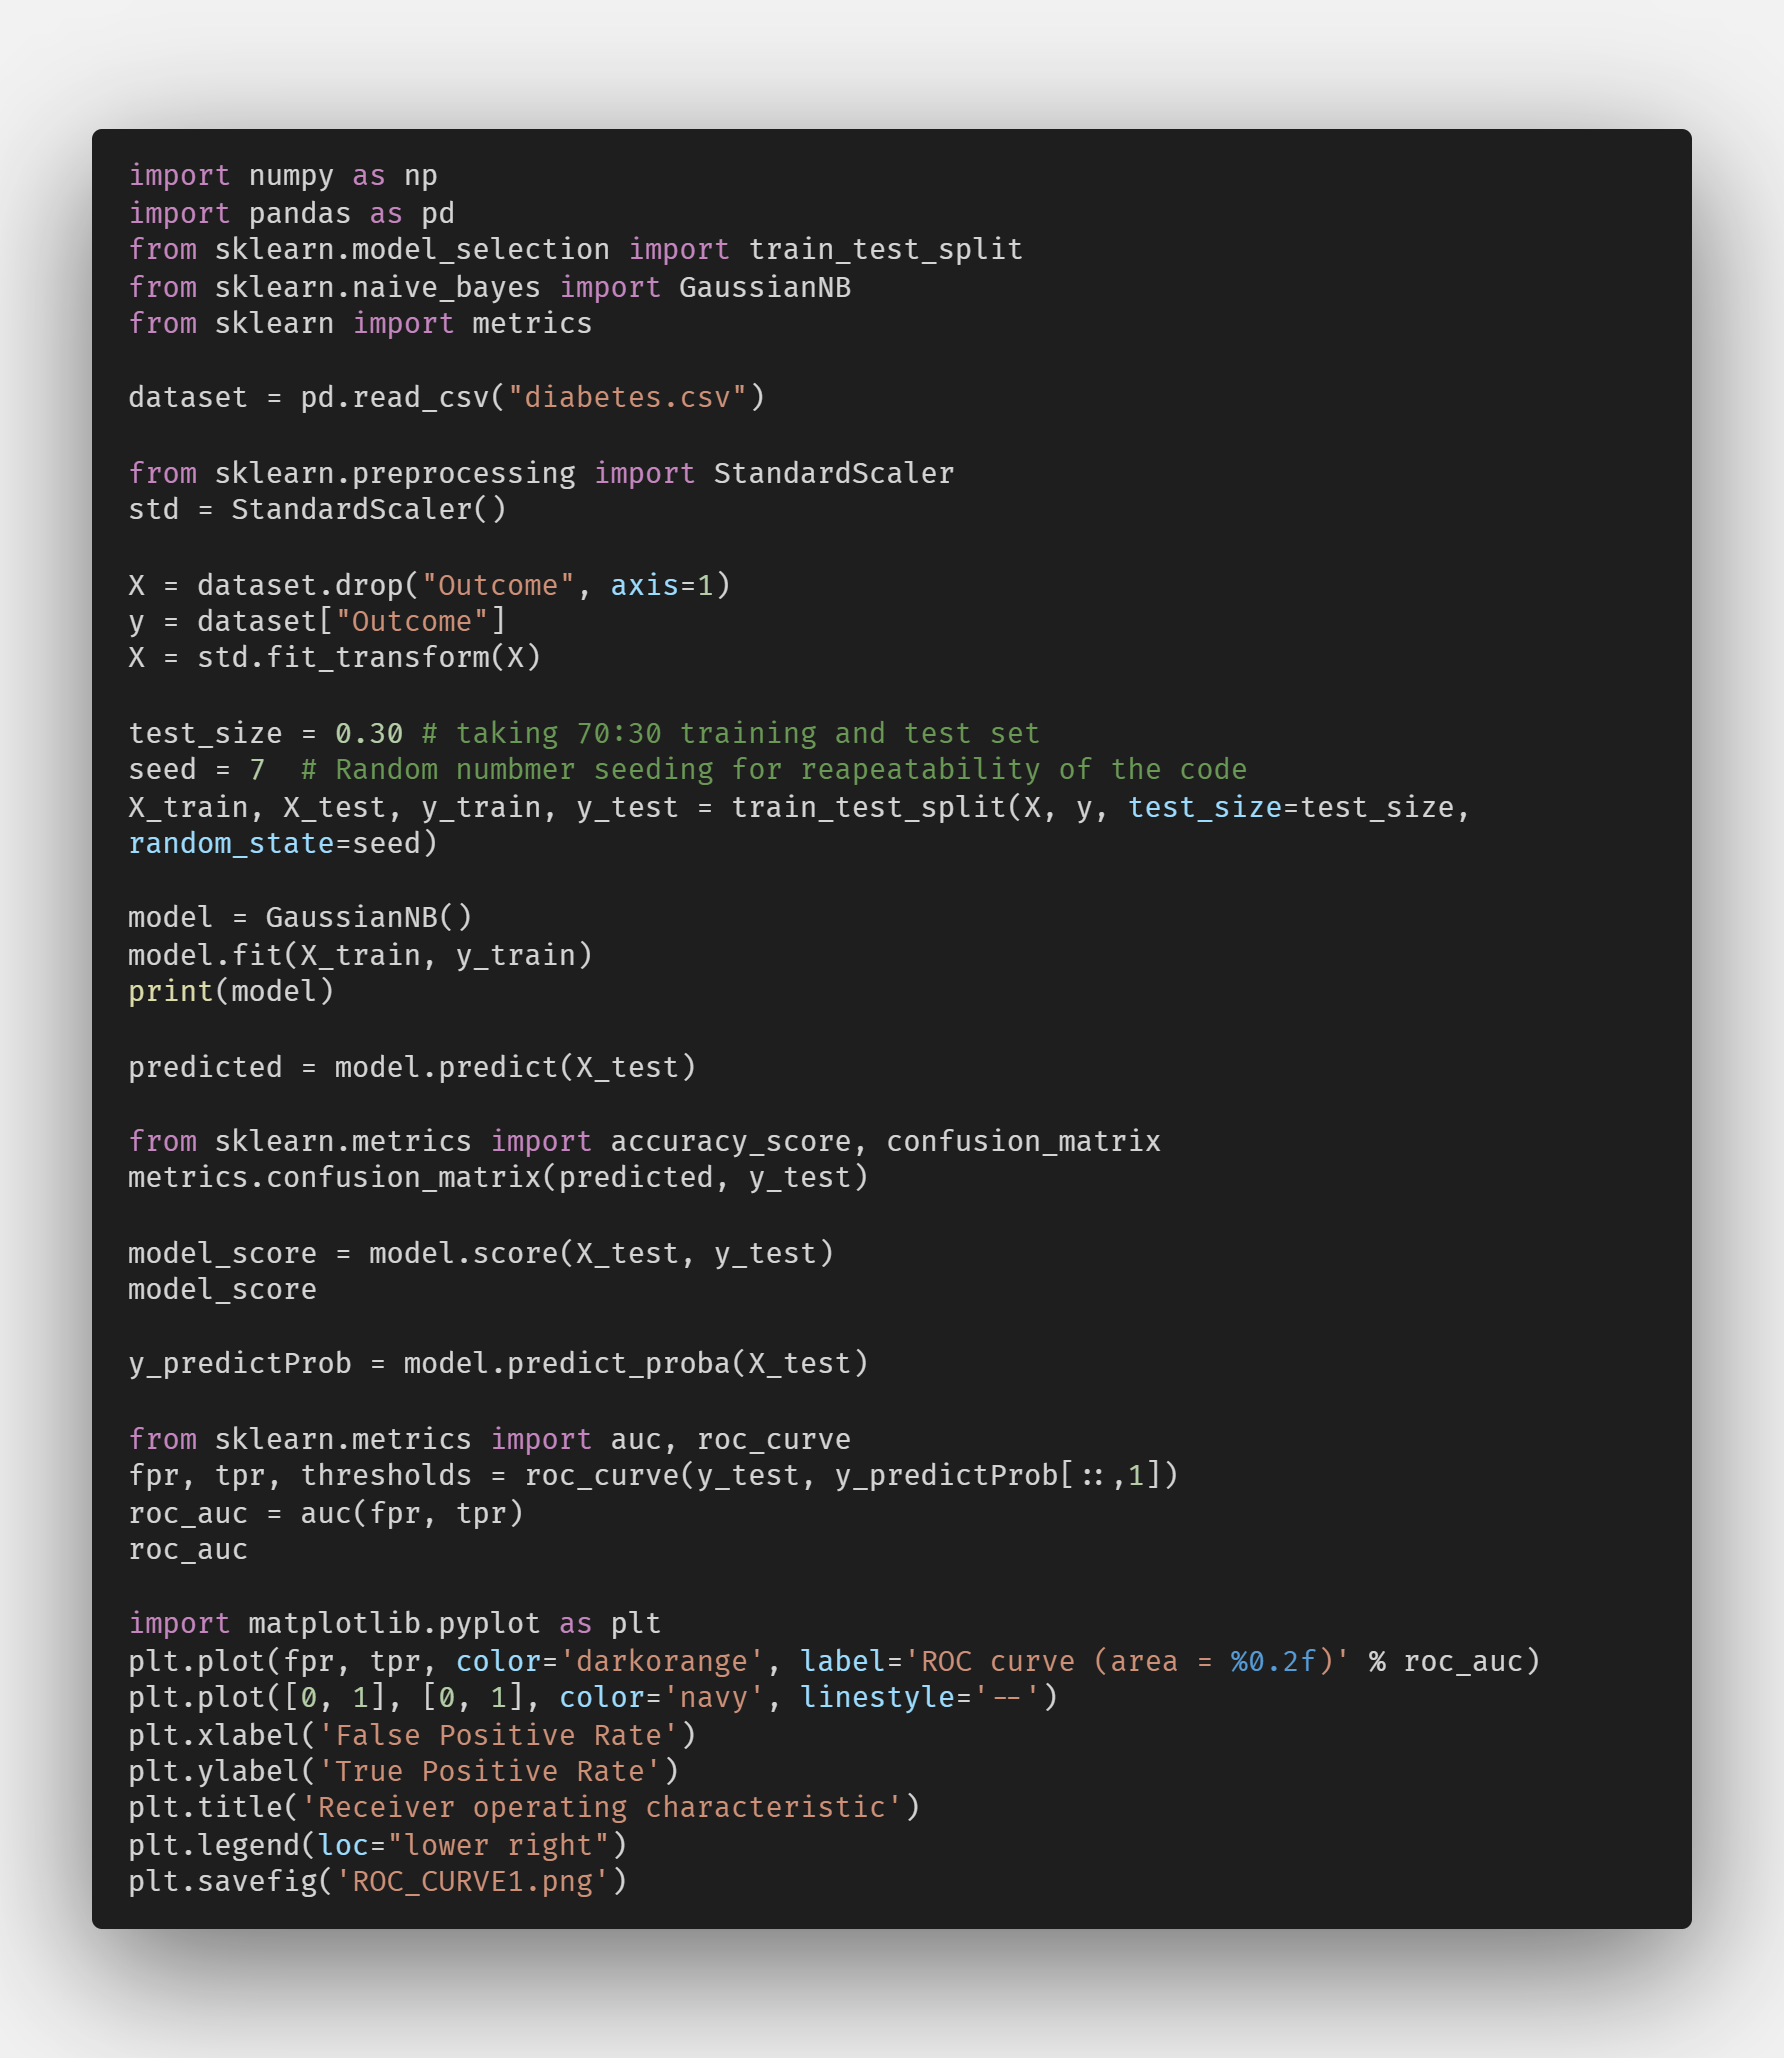 import numpy as np
import pandas as pd
from sklearn.model_selection import train_test_split
from sklearn.naive_bayes import GaussianNB
from sklearn import metrics

dataset = pd.read_csv("diabetes.csv")

from sklearn.preprocessing import StandardScaler
std = StandardScaler()

X = dataset.drop("Outcome", axis=1)
y = dataset["Outcome"]
X = std.fit_transform(X)

test_size = 0.30 # taking 70:30 training and test set
seed = 7  # Random numbmer seeding for reapeatability of the code
X_train, X_test, y_train, y_test = train_test_split(X, y, test_size=test_size,
random_state=seed)

model = GaussianNB()
model.fit(X_train, y_train)
print(model)

predicted = model.predict(X_test)

from sklearn.metrics import accuracy_score, confusion_matrix
metrics.confusion_matrix(predicted, y_test)

model_score = model.score(X_test, y_test)
model_score

y_predictProb = model.predict_proba(X_test)

from sklearn.metrics import auc, roc_curve
fpr, tpr, thresholds = roc_curve(y_test, y_predictProb[::,1])
roc_auc = auc(fpr, tpr)
roc_auc

import matplotlib.pyplot as plt
plt.plot(fpr, tpr, color='darkorange', label='ROC curve (area = %0.2f)' % roc_auc)
plt.plot([0, 1], [0, 1], color='navy', linestyle='--')
plt.xlabel('False Positive Rate')
plt.ylabel('True Positive Rate')
plt.title('Receiver operating characteristic')
plt.legend(loc="lower right")
plt.savefig('ROC_CURVE1.png')